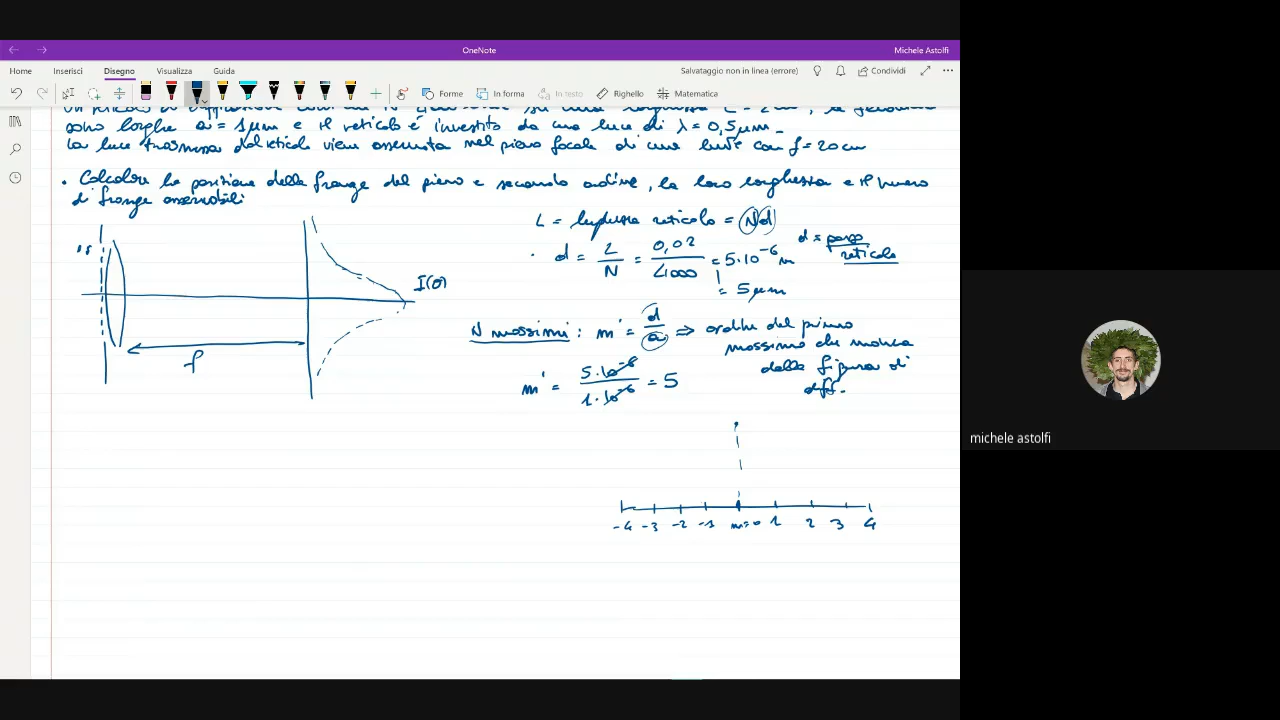 OneNote
Michele Astolfi
Home Inserisci Disegno Visualizza Guida
Salvataggio non in linea (errore) Condividi
Forme In forma In testo Righello Matematica
sono larghe a = 1μm e il reticolo è investito da una luce di λ = 0,5μm.
La luce trasmessa dal reticolo viene osservata nel piano focale di una lente con f = 20 cm
• Calcolare la posizione delle frange del primo e secondo ordine, la loro larghezza e il numero
di frange osservabili
L = lunghezza reticolo = Nd
d = passo reticolo
d = L/N = 0,02/4000 = 5·10⁻⁶ m
= 5μm
I(θ)
f
N massimi: m' = d/a ⇒ ordine del primo
massimo che manca
dalla figura di
diff.
m' = 5·10⁻⁶/1·10⁻⁶ = 5
-4 -3 -2 -1 m=0 1 2 3 4
michele astolfi